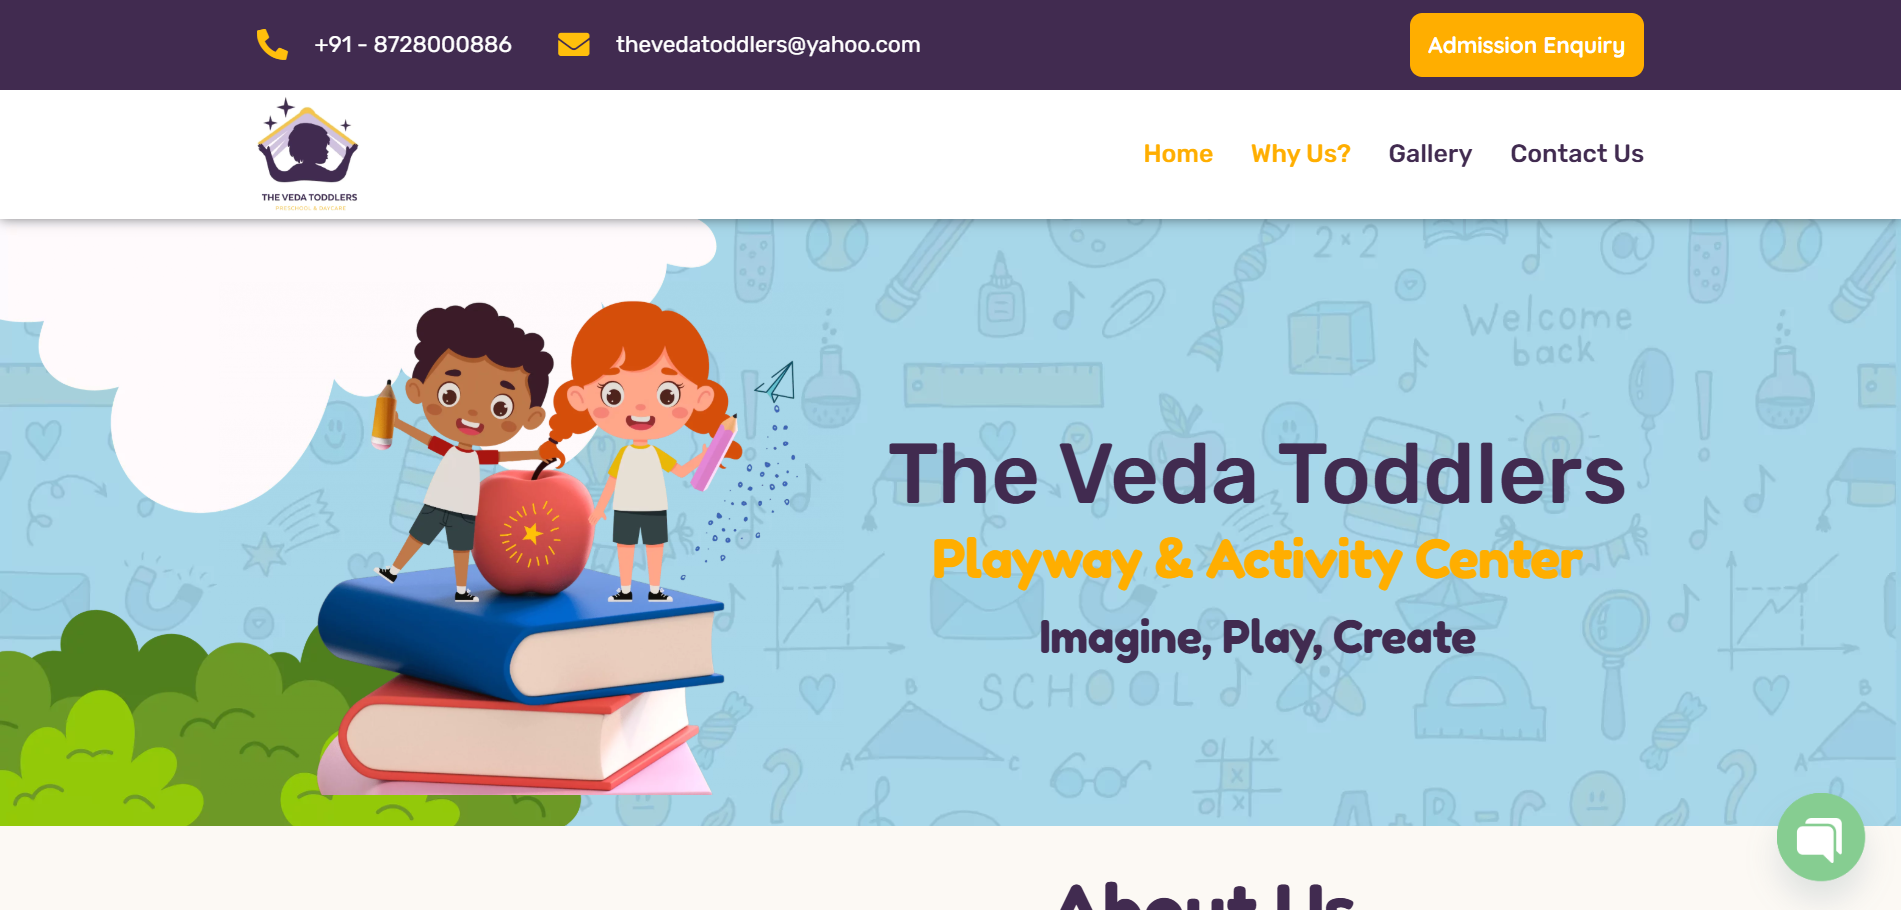 +91 - 8728000886
thevedatoddlers@yahoo.com
Admission Enquiry
THE VEDA TODDLERS
PRESCHOOL & DAYCARE
Home
Why Us?
Gallery
Contact Us
2×2
Welcome
back
The Veda Toddlers
Playway & Activity Center
Imagine, Play, Create
SCHOOL
B
A
C
B
A
A+B=C
About Us